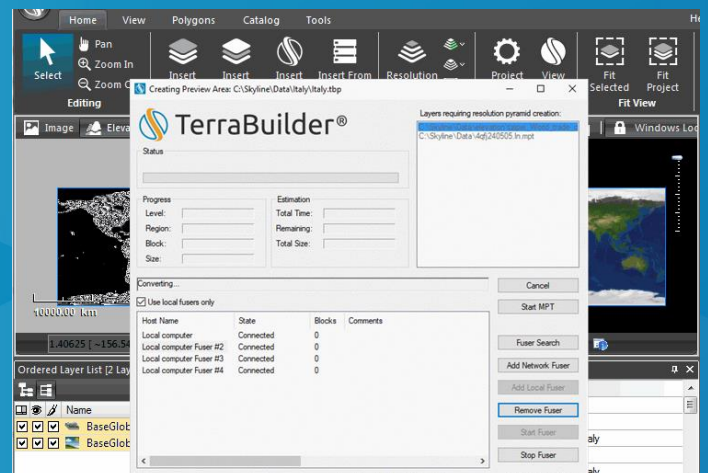 Home View Polygons Catalog Tools
Pan
Zoom In
Zoom
Select
Editing
Insert Insert Insert Insert From Resolution Project View Fit Selected Fit Project
Fit View
Creating Preview Area: C:\Skyline\Data\Italy\Italy.tbp
Image
TerraBuilder®
Layers requiring resolution pyramid creation:
C:\Skyline\Data\4qfj240505.ln.mpt
Windows
Status
Progress
Level:
Region:
Block:
Size:
Estimation
Total Time:
Remaining:
Total Size:
10000.00 km
Converting...
Use local fusers only
Host Name State Blocks Comments
Local computer Connected 0
Local computer Fuser #2 Connected 0
Local computer Fuser #3 Connected 0
Local computer Fuser #4 Connected 0
Cancel
Start MPT
Fuser Search
Add Network Fuser
Add Local Fuser
Remove Fuser
Start Fuser
Stop Fuser
Ordered Layer List [2
Name
BaseGlob
BaseGlob
aly
aly